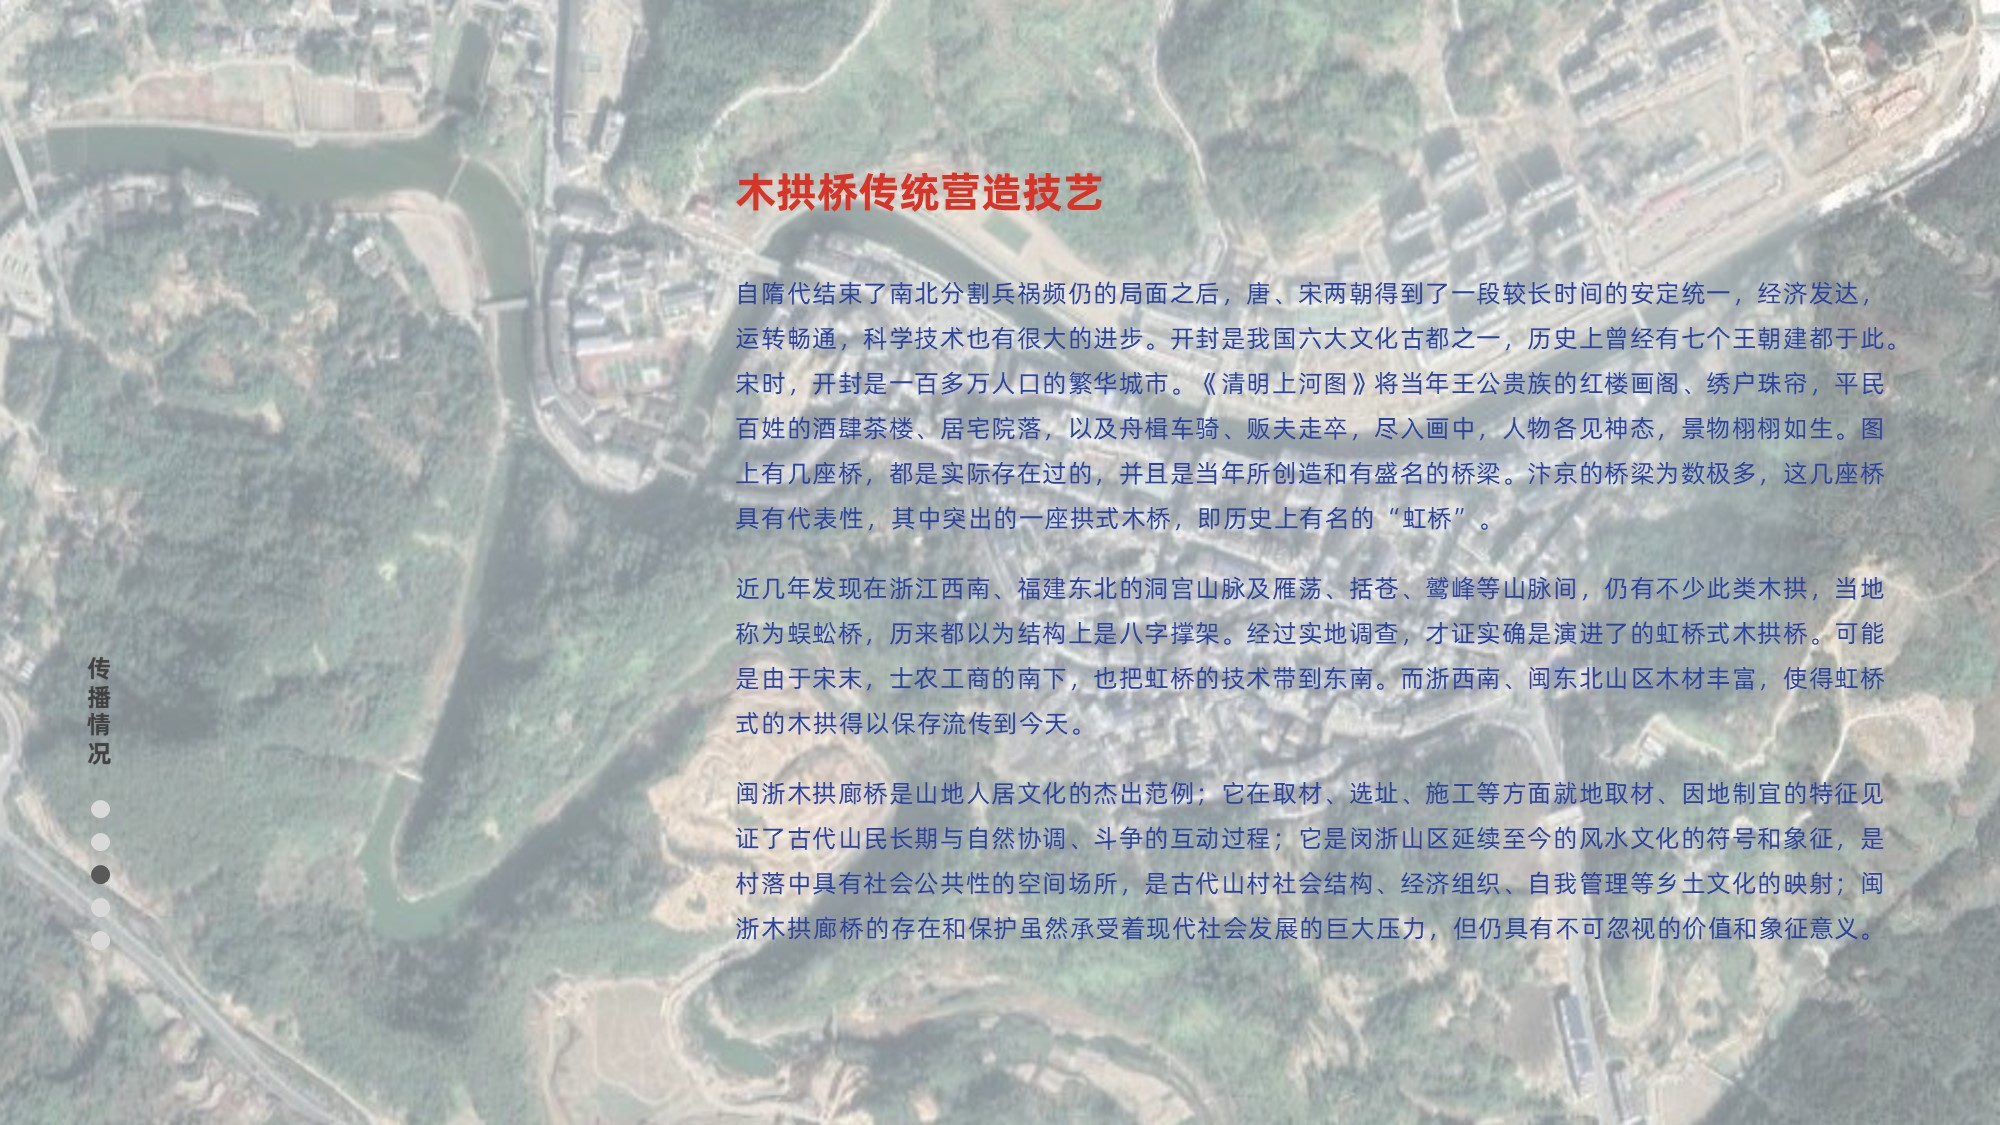 木拱桥传统营造技艺
自隋代结束了南北分割兵祸频仍的局面之后，唐、宋两朝得到了一段较长时间的安定统一，经济发达，
运转畅通，科学技术也有很大的进步。开封是我国六大文化古都之一，历史上曾经有七个王朝建都于此。
宋时，开封是一百多万人口的繁华城市。《清明上河图》将当年王公贵族的红楼画阁、绣户珠帘，平民
百姓的酒肆茶楼、居宅院落，以及舟楫车骑、贩夫走卒，尽入画中，人物各见神态，景物栩栩如生。图
上有几座桥，都是实际存在过的，并且是当年所创造和有盛名的桥梁。汴京的桥梁为数极多，这几座桥
具有代表性，其中突出的一座拱式木桥，即历史上有名的“虹桥”。
近几年发现在浙江西南、福建东北的洞宫山脉及雁荡、括苍、鹫峰等山脉间，仍有不少此类木拱，当地
称为蜈蚣桥，历来都以为结构上是八字撑架。经过实地调查，才证实确是演进了的虹桥式木拱桥。可能
是由于宋末，士农工商的南下，也把虹桥的技术带到东南。而浙西南、闽东北山区木材丰富，使得虹桥
式的木拱得以保存流传到今天。
闽浙木拱廊桥是山地人居文化的杰出范例；它在取材、选址、施工等方面就地取材、因地制宜的特征见
证了古代山民长期与自然协调、斗争的互动过程；它是闵浙山区延续至今的风水文化的符号和象征，是
村落中具有社会公共性的空间场所，是古代山村社会结构、经济组织、自我管理等乡土文化的映射；闽
浙木拱廊桥的存在和保护虽然承受着现代社会发展的巨大压力，但仍具有不可忽视的价值和象征意义。
传播情况